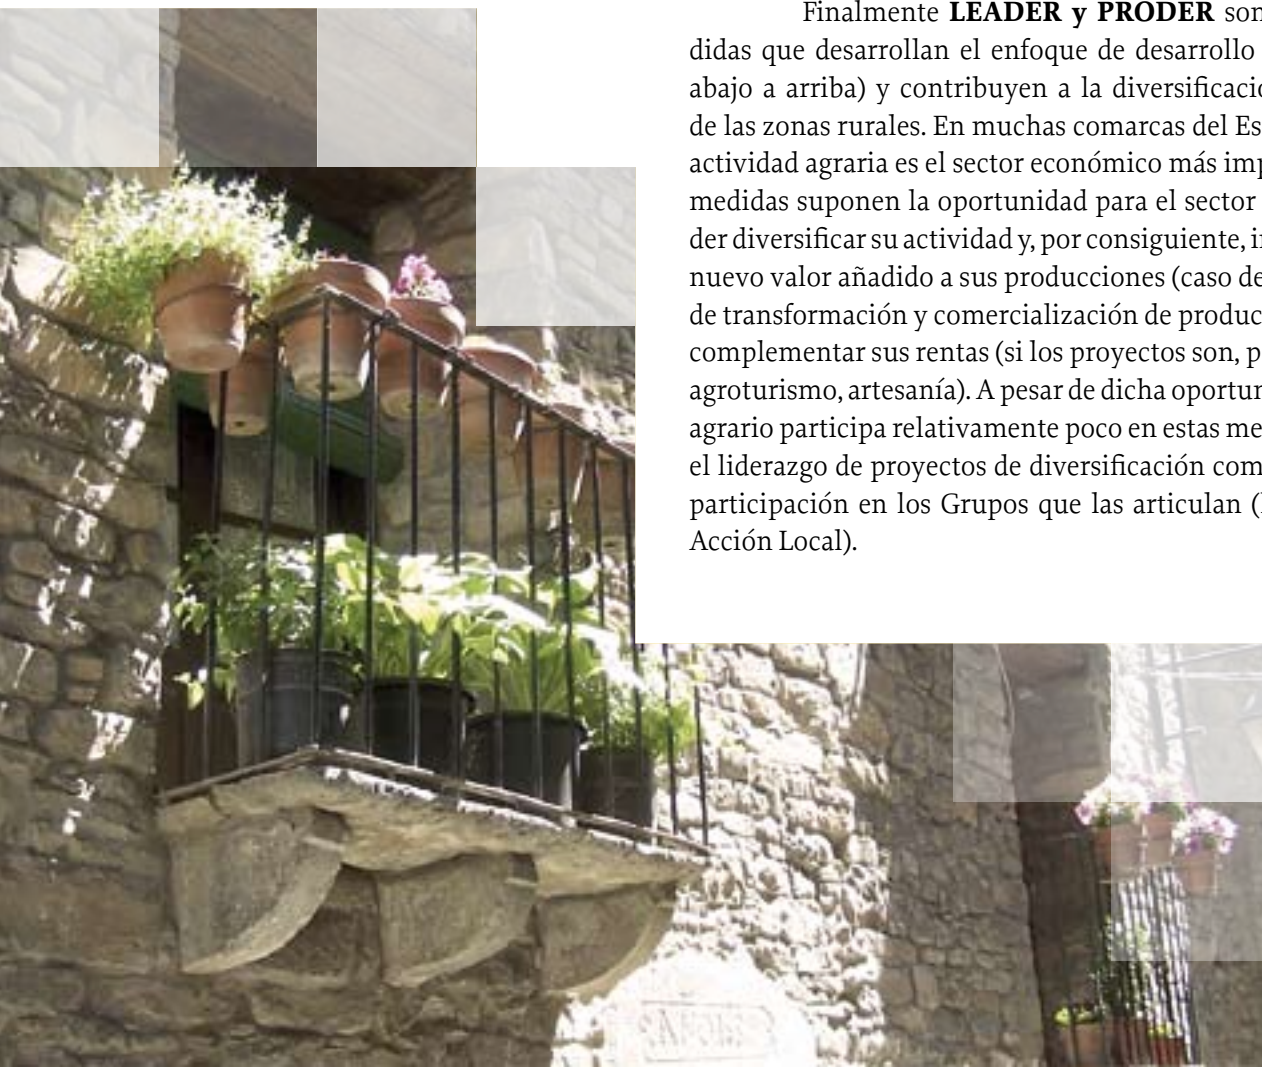 Finalmente LEADER y PRODER son
didas que desarrollan el enfoque de desarrollo
abajo a arriba) y contribuyen a la
de las zonas rurales. En muchas comarcas del
actividad agraria es el sector económico más
medidas suponen la oportunidad para el sector
der diversificar su actividad y, por consiguiente,
nuevo valor añadido a sus producciones (caso
de transformación y comercialización de
complementar sus rentas (si los proyectos son,
agroturismo, artesanía). A pesar de dicha
agrario participa relativamente poco en estas
el liderazgo de proyectos de diversificación
participación en los Grupos que las articulan
Acción Local).